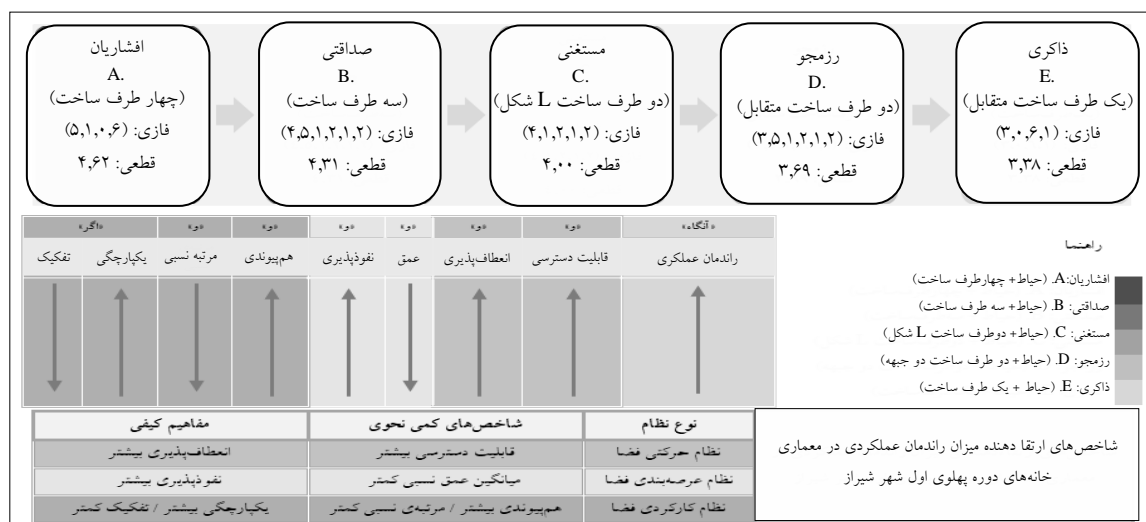 افشاریان
A.
(چهار طرف ساخت)
فازی: (۵,۱,۰,۶)
قطعی: ۴,۶۲
صداقتی
B.
(سه طرف ساخت)
فازی: (۴,۵,۱,۲,۱,۲)
قطعی: ۴,۳۱
مستغنی
C.
(دو طرف ساخت L شکل)
فازی: (۴,۱,۲,۱,۲)
قطعی: ۴,۰۰
رزمجو
D.
(دو طرف ساخت متقابل)
فازی: (۳,۵,۱,۲,۱,۲)
قطعی: ۳,۶۹
ذاکری
E.
(یک طرف ساخت متقابل)
فازی: (۳,۰,۶,۱)
قطعی: ۳,۳۸
«اگر» «و» «و» «و» «و» «و» «و» «آنگاه»
تفکیک یکپارچگی مرتبه نسبی هم‌پیوندی نفوذپذیری عمق انعطاف‌پذیری قابلیت دسترسی راندمان عملکری
راهنما
افشاریان:A. (حیاط+ چهارطرف ساخت)
صداقتی: B. (حیاط+ سه طرف ساخت)
مستغنی: C. (حیاط+ دوطرف ساخت L شکل)
رزمجو: D. (حیاط+ دو طرف ساخت دو جبهه)
ذاکری: E. (حیاط + یک طرف ساخت)
نوع نظام شاخص‌های کمی نحوی مفاهیم کیفی
نظام حرکتی فضا قابلیت دسترسی بیشتر انعطاف‌پذیری بیشتر
نظام عرصه‌بندی فضا میانگین عمق نسبی کمتر نفوذپذیری بیشتر
نظام کارکردی فضا هم‌پیوندی بیشتر / مرتبه‌ی نسبی کمتر یکپارچگی بیشتر / تفکیک کمتر
شاخص‌های ارتقا دهنده میزان راندمان عملکردی در معماری
خانه‌های دوره پهلوی اول شهر شیراز